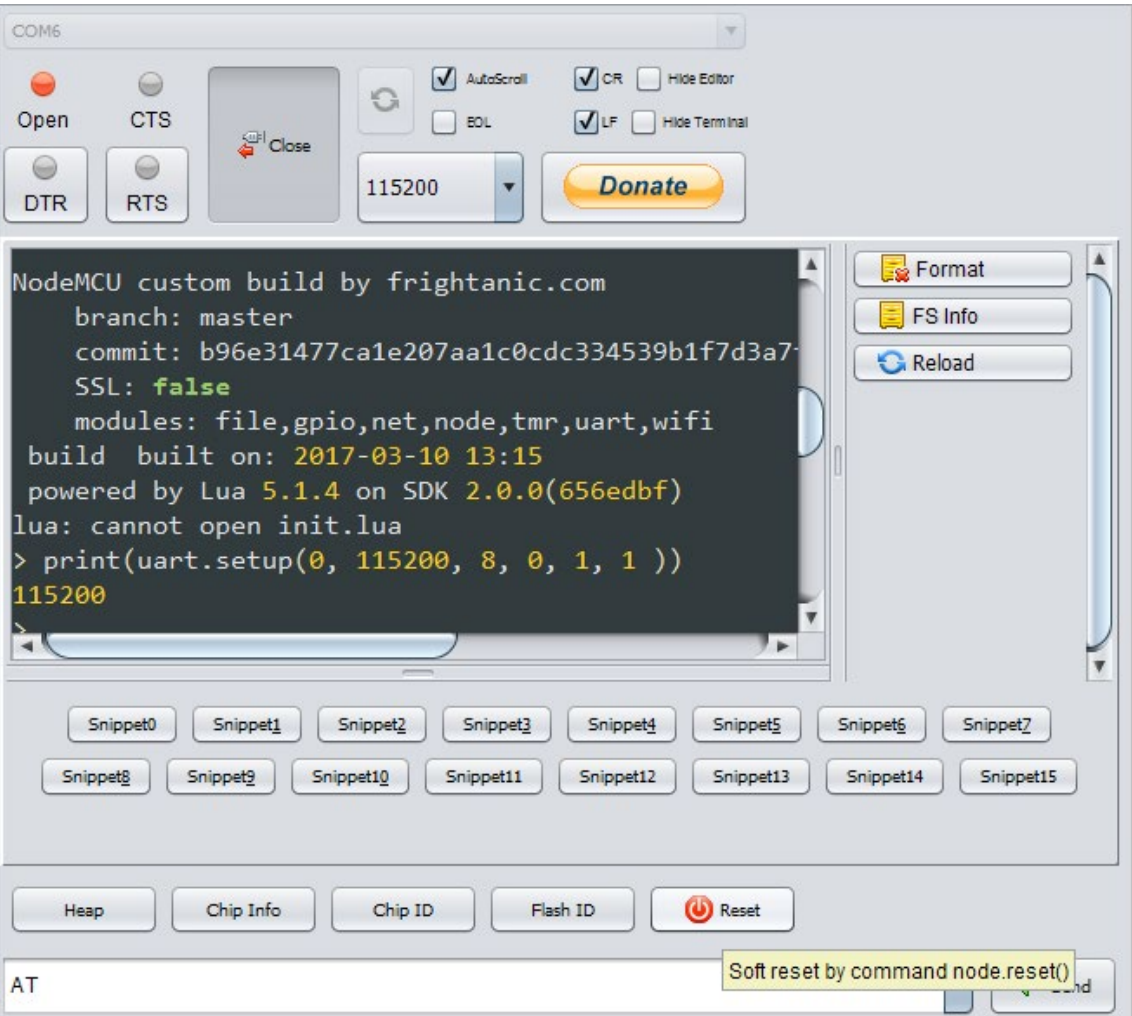 COM6
AutoScroll CR Hide Editor
Open CTS
EOL LF Hide Terminal
Close
115200 Donate
DTR RTS
NodeMCU custom build by frightanic.com
branch: master
commit: b96e31477ca1e207aa1c0cdc334539b1f7d3a7
SSL: false
modules: file,gpio,net,node,tmr,uart,wifi
build built on: 2017-03-10 13:15
powered by Lua 5.1.4 on SDK 2.0.0(656edbf)
lua: cannot open init.lua
> print(uart.setup(0, 115200, 8, 0, 1, 1 ))
115200
>
Format
FS Info
Reload
Snippet0 Snippet1 Snippet2 Snippet3 Snippet4 Snippet5 Snippet6 Snippet7
Snippet8 Snippet9 Snippet10 Snippet11 Snippet12 Snippet13 Snippet14 Snippet15
Heap Chip Info Chip ID Flash ID Reset
Soft reset by command node.reset()
AT